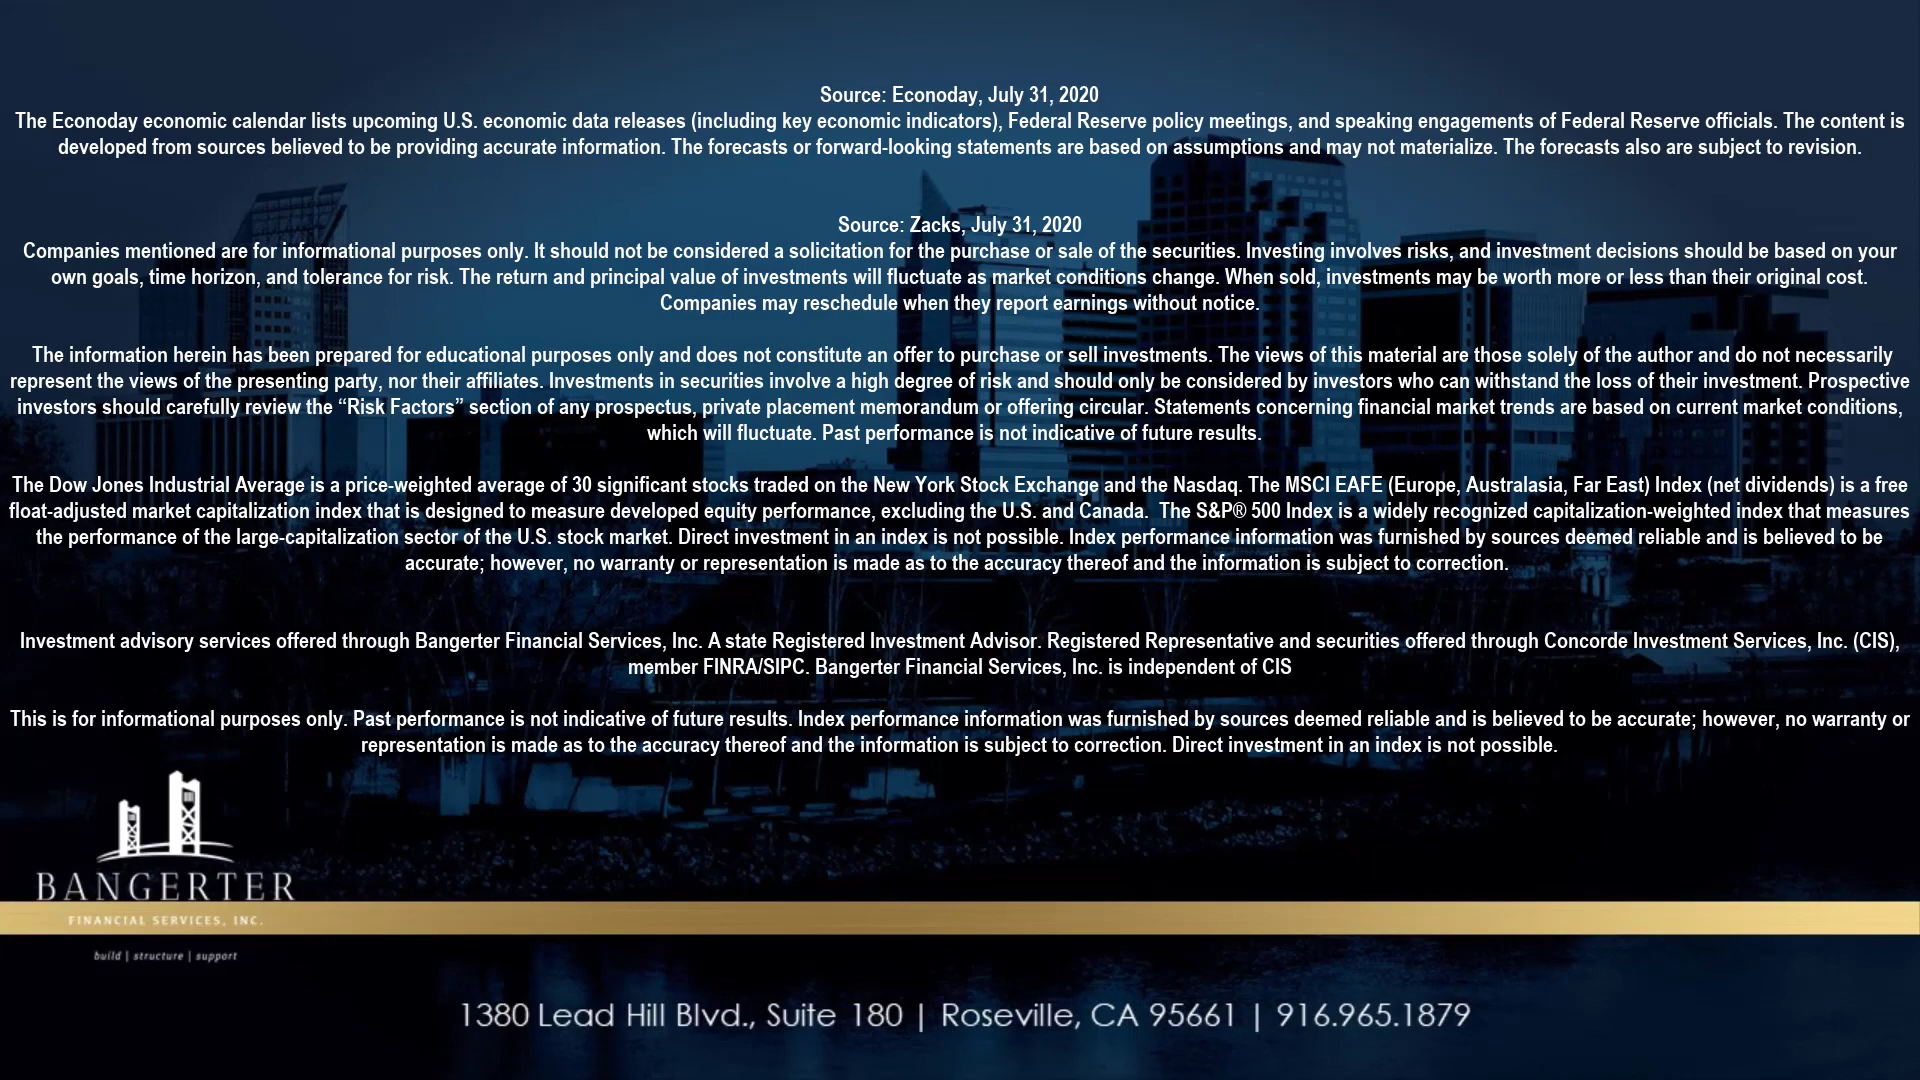 Source: Econoday, July 31, 2020
The Econoday economic calendar lists upcoming U.S. economic data releases (including key economic indicators), Federal Reserve policy meetings, and speaking engagements of Federal Reserve officials. The content is
developed from sources believed to be providing accurate information. The forecasts or forward-looking statements are based on assumptions and may not materialize. The forecasts also are subject to revision.
Source: Zacks, July 31, 2020
Companies mentioned are for informational purposes only. It should not be considered a solicitation for the purchase or sale of the securities. Investing involves risks, and investment decisions should be based on your
own goals, time horizon, and tolerance for risk. The return and principal value of investments will fluctuate as market conditions change. When sold, investments may be worth more or less than their original cost.
Companies may reschedule when they report earnings without notice.
The information herein has been prepared for educational purposes only and does not constitute an offer to purchase or sell investments. The views of this material are those solely of the author and do not necessarily
represent the views of the presenting party, nor their affiliates. Investments in securities involve a high degree of risk and should only be considered by investors who can withstand the loss of their investment. Prospective
investors should carefully review the “Risk Factors” section of any prospectus, private placement memorandum or offering circular. Statements concerning financial market trends are based on current market conditions,
which will fluctuate. Past performance is not indicative of future results.
The Dow Jones Industrial Average is a price-weighted average of 30 significant stocks traded on the New York Stock Exchange and the Nasdaq. The MSCI EAFE (Europe, Australasia, Far East) Index (net dividends) is a free
float-adjusted market capitalization index that is designed to measure developed equity performance, excluding the U.S. and Canada. The S&P® 500 Index is a widely recognized capitalization-weighted index that measures
the performance of the large-capitalization sector of the U.S. stock market. Direct investment in an index is not possible. Index performance information was furnished by sources deemed reliable and is believed to be
accurate; however, no warranty or representation is made as to the accuracy thereof and the information is subject to correction.
Investment advisory services offered through Bangerter Financial Services, Inc. A state Registered Investment Advisor. Registered Representative and securities offered through Concorde Investment Services, Inc. (CIS),
member FINRA/SIPC. Bangerter Financial Services, Inc. is independent of CIS
This is for informational purposes only. Past performance is not indicative of future results. Index performance information was furnished by sources deemed reliable and is believed to be accurate; however, no warranty or
representation is made as to the accuracy thereof and the information is subject to correction. Direct investment in an index is not possible.
BANGERTER
FINANCIAL SERVICES, INC.
build | structure | support
1380 Lead Hill Blvd., Suite 180 | Roseville, CA 95661 | 916.965.1879